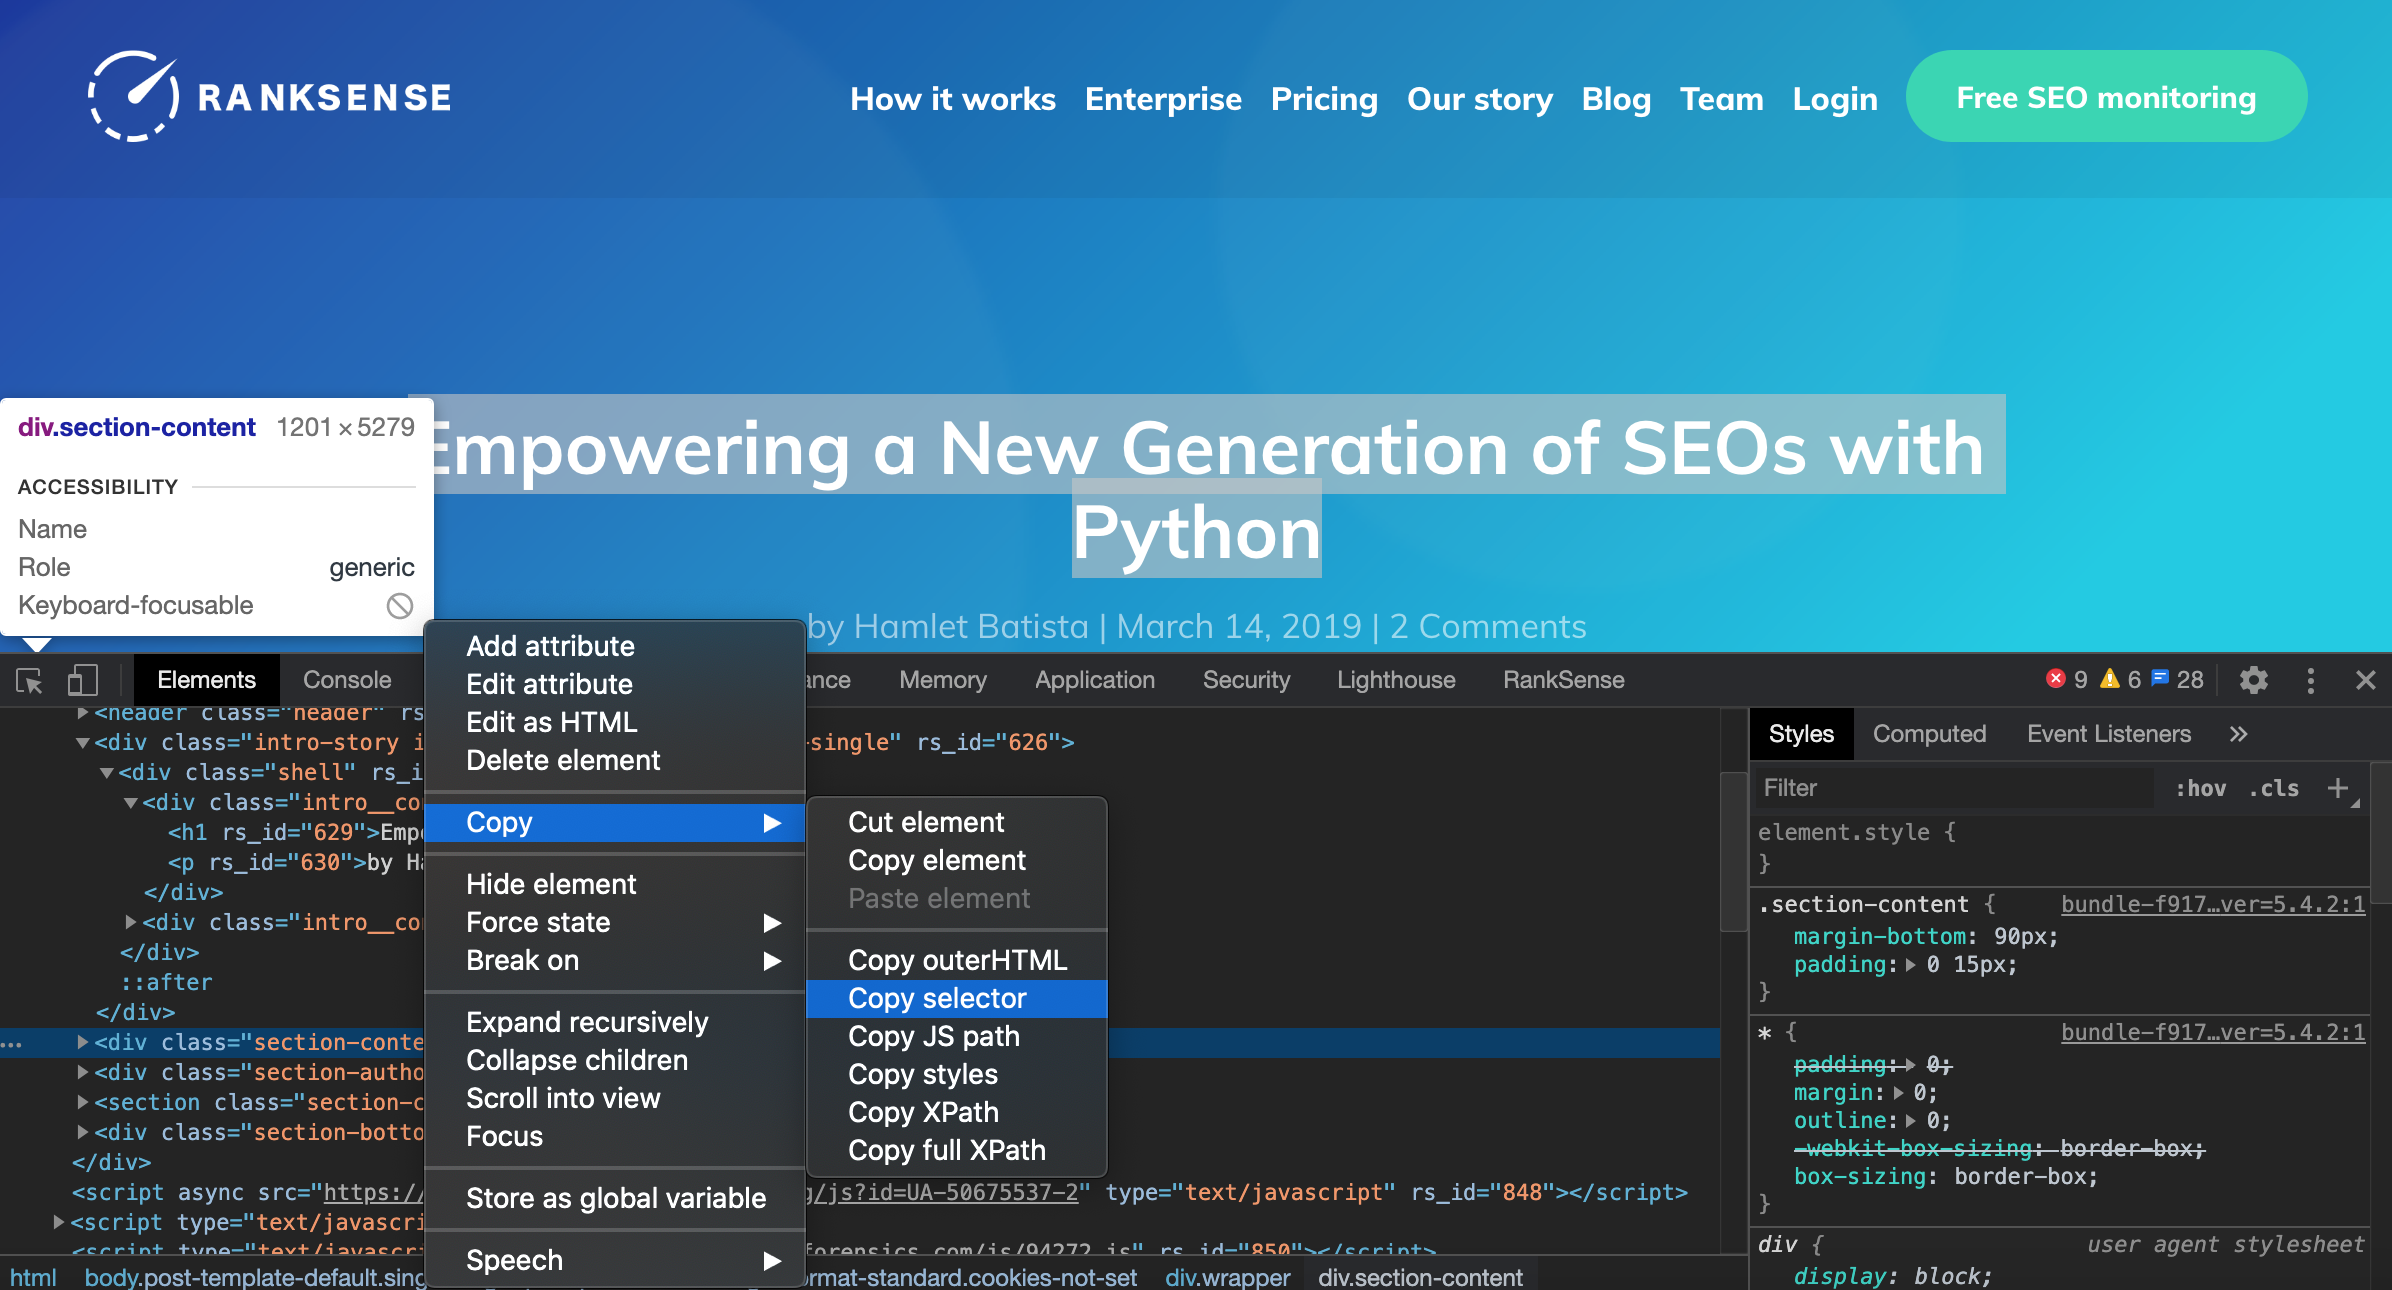 RANKSENSE
How it works Enterprise Pricing Our story Blog Team Login Free SEO monitoring
Empowering a New Generation of SEOs with
Python
by Hamlet Batista | March 14, 2019 | 2 Comments
div.section-content 1201 × 5279
ACCESSIBILITY
Name
Role generic
Keyboard-focusable
Elements Console ance Memory Application Security Lighthouse RankSense 9 6 28
<header class="header" rs
<div class="intro-story i -single" rs_id="626">
<div class="shell" rs_i
<div class="intro__co
<h1 rs_id="629">Emp
<p rs_id="630">by Ha
</div>
<div class="intro__co
</div>
::after
</div>
<div class="section-conte
<div class="section-autho
<section class="section-c
<div class="section-botto
</div>
<script async src="https:// g/js?id=UA-50675537-2" type="text/javascript" rs_id="848"></script>
<script type="text/javascri
<script type="text/javascri forensics.com/js/94272.js" rs_id="850"></script>
html body.post-template-default.sing ormat-standard.cookies-not-set div.wrapper div.section-content
Add attribute
Edit attribute
Edit as HTML
Delete element
Copy
Hide element
Force state
Break on
Expand recursively
Collapse children
Scroll into view
Focus
Store as global variable
Speech
Cut element
Copy element
Paste element
Copy outerHTML
Copy selector
Copy JS path
Copy styles
Copy XPath
Copy full XPath
Styles Computed Event Listeners »
Filter :hov .cls +
element.style {
}
.section-content { bundle-f917…ver=5.4.2:1
margin-bottom: 90px;
padding: 0 15px;
}
* { bundle-f917…ver=5.4.2:1
padding: 0;
margin: 0;
outline: 0;
-webkit-box-sizing: border-box;
box-sizing: border-box;
}
div { user agent stylesheet
display: block;